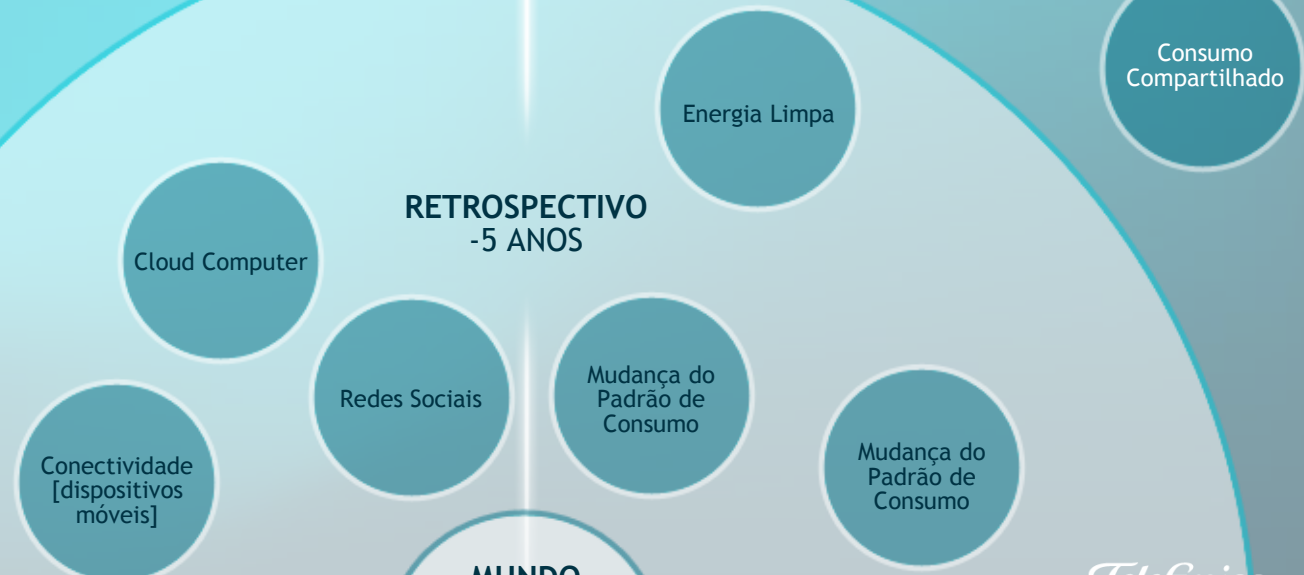 Consumo
Compartilhado
Energia Limpa
RETROSPECTIVO
-5 ANOS
Cloud Computer
Redes Sociais
Mudança do
Padrão de
Consumo
Mudança do
Padrão de
Consumo
Conectividade
[dispositivos
móveis]
MUNDO